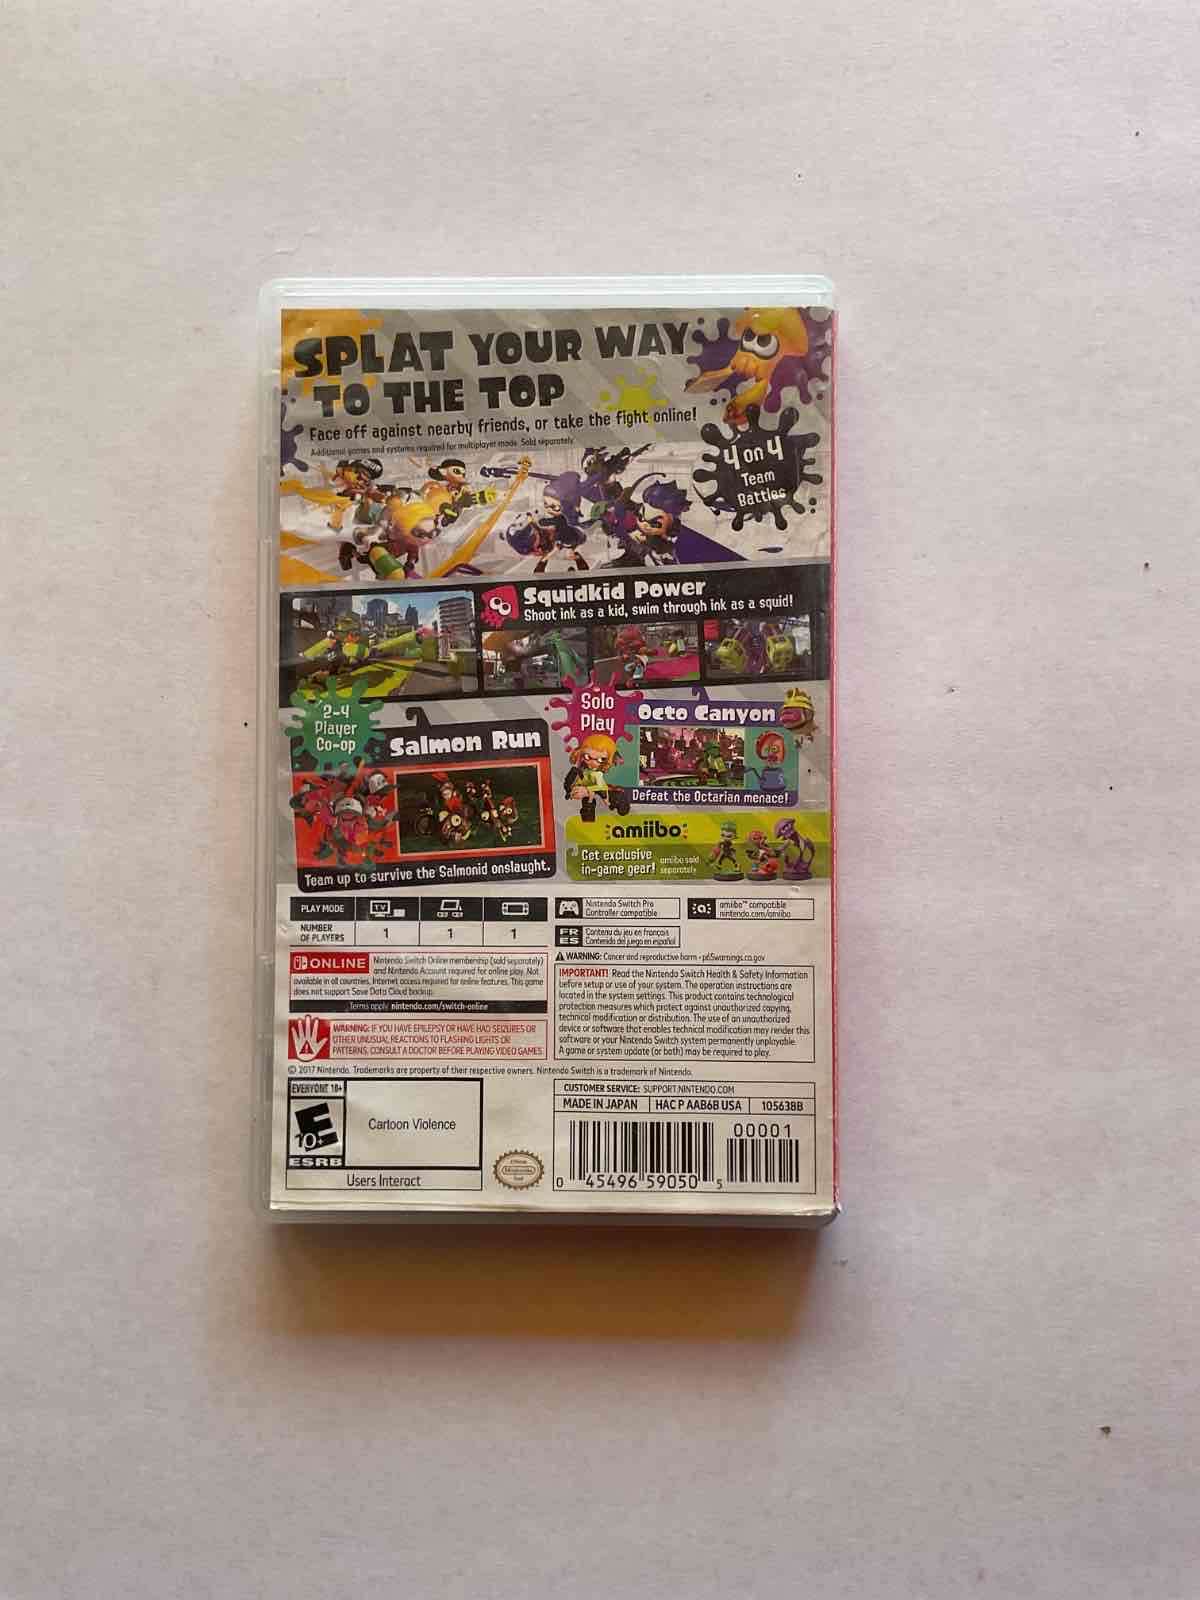 SPLAT YOUR WAY
TO THE TOP
Face off against nearby friends, or take the fight online!
Additional games and systems required for multiplayer mode. Sold separately.
4 on 4
Team
Battles
Squidkid Power
Shoot ink as a kid, swim through ink as a squid!
2-4
Player
Co-op
Salmon Run
Team up to survive the Salmonid onslaught.
Solo
Play
Octo Canyon
Defeat the Octarian menace!
amiibo
Get exclusive
in-game gear!
amiibo sold
separately
PLAY MODE
TV
NUMBER
OF PLAYERS
1
1
1
Nintendo Switch Pro
Controller compatible
amiibo™ compatible
nintendo.com/amiibo
FR
ES
Contenu du jeu en français
Contenido del juego en español
ONLINE
Nintendo Switch Online membership (sold separately)
and Nintendo Account required for online play. Not
available in all countries. Internet access required for online features. This game
does not support Save Data Cloud backup.
Terms apply. nintendo.com/switch-online
WARNING: IF YOU HAVE EPILEPSY OR HAVE HAD SEIZURES OR
OTHER UNUSUAL REACTIONS TO FLASHING LIGHTS OR
PATTERNS, CONSULT A DOCTOR BEFORE PLAYING VIDEO GAMES.
WARNING: Cancer and reproductive harm - p65warnings.ca.gov
IMPORTANT! Read the Nintendo Switch Health & Safety Information
before setup or use of your system. The operation instructions are
located in the system settings. This product contains technological
protection measures which protect against unauthorized copying,
technical modification or distribution. The use of an unauthorized
device or software that enables technical modification may render this
software or your Nintendo Switch system permanently unplayable.
A game or system update (or both) may be required to play.
© 2017 Nintendo. Trademarks are property of their respective owners. Nintendo Switch is a trademark of Nintendo.
EVERYONE 10+
E
10+
ESRB
Cartoon Violence
Users Interact
Nintendo
CUSTOMER SERVICE: SUPPORT.NINTENDO.COM
MADE IN JAPAN
HAC P AAB6B USA
105638B
00001
0 45496 59050 5